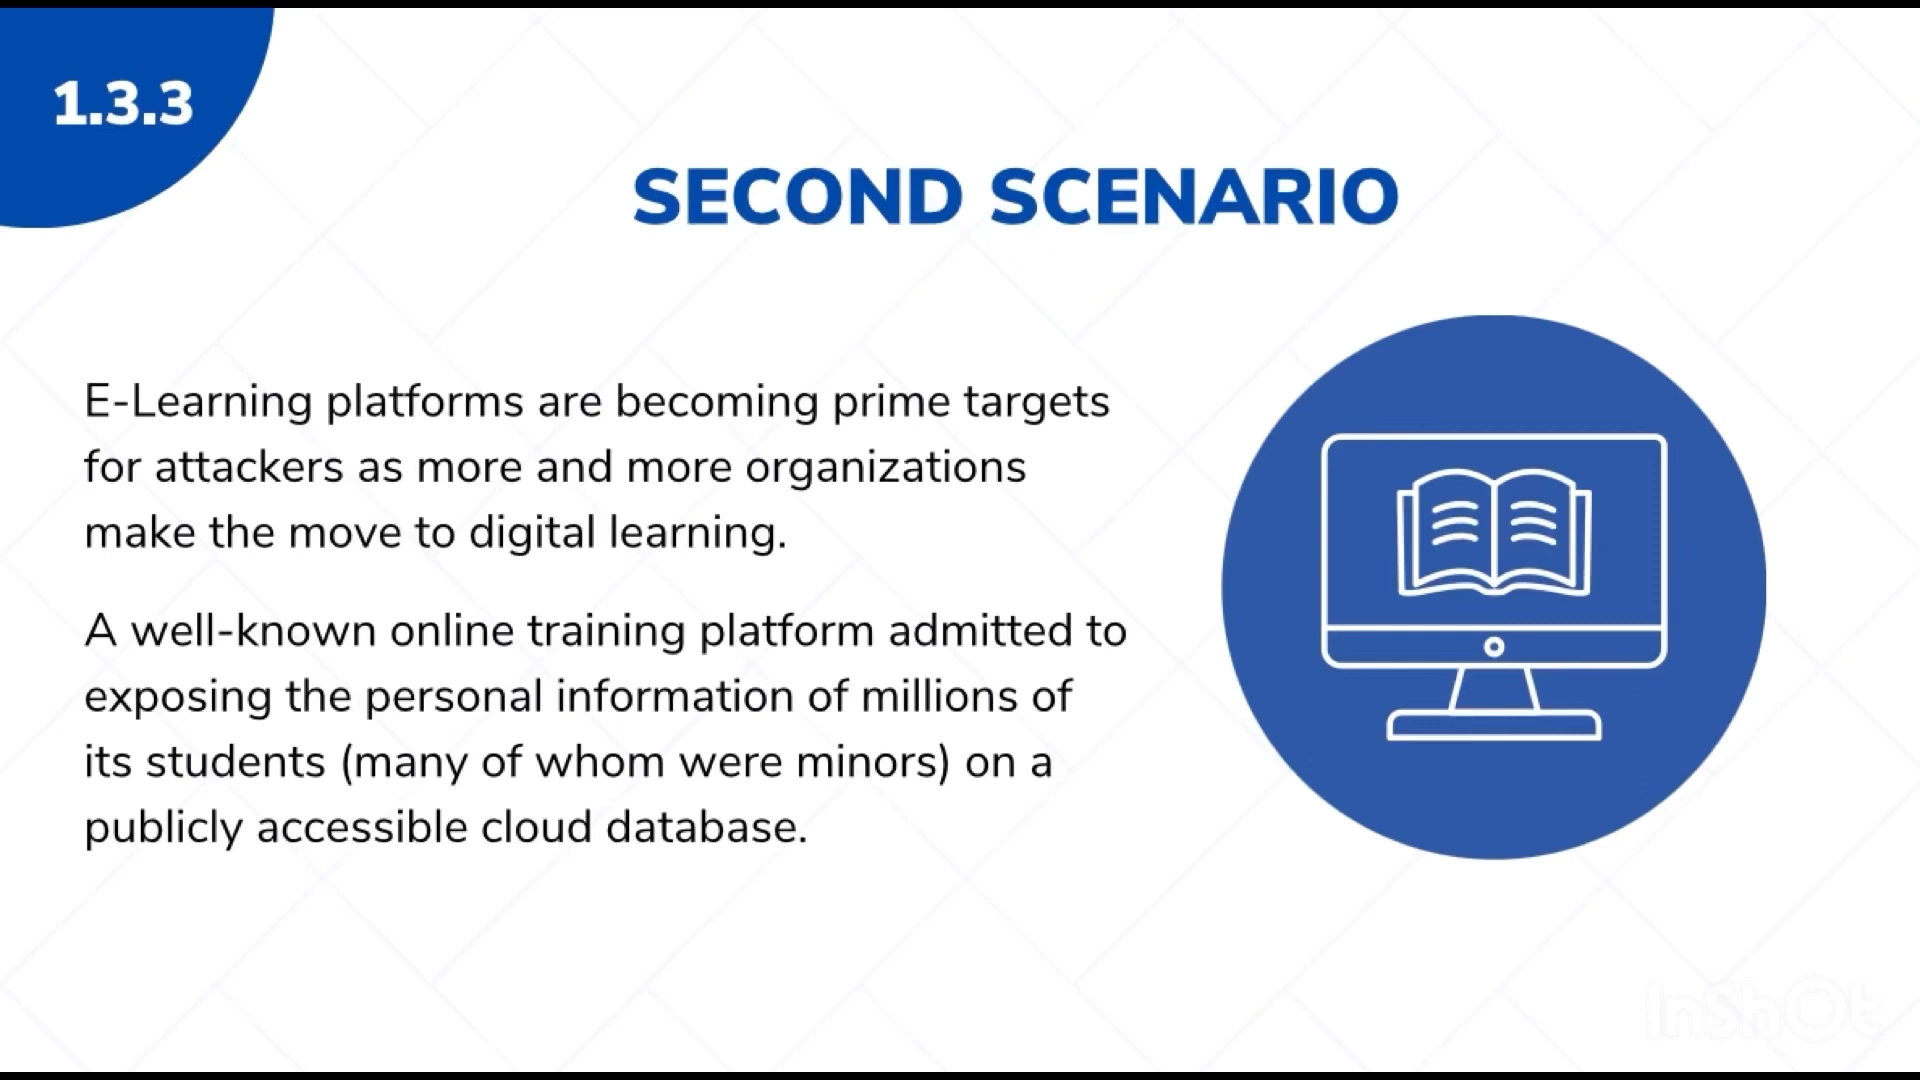 1.3.3
SECOND SCENARIO
E-Learning platforms are becoming prime targets
for attackers as more and more organizations
make the move to digital learning.
A well-known online training platform admitted to
exposing the personal information of millions of
its students (many of whom were minors) on a
publicly accessible cloud database.
InShOt